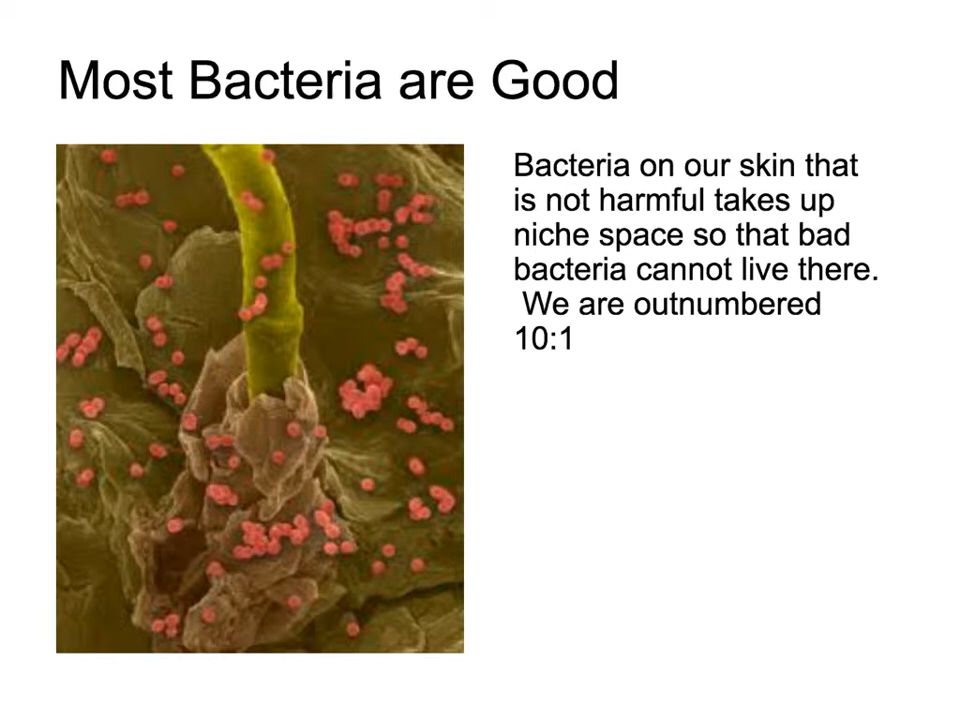 Most Bacteria are Good
Bacteria on our skin that
is not harmful takes up
niche space so that bad
bacteria cannot live there.
We are outnumbered
10:1